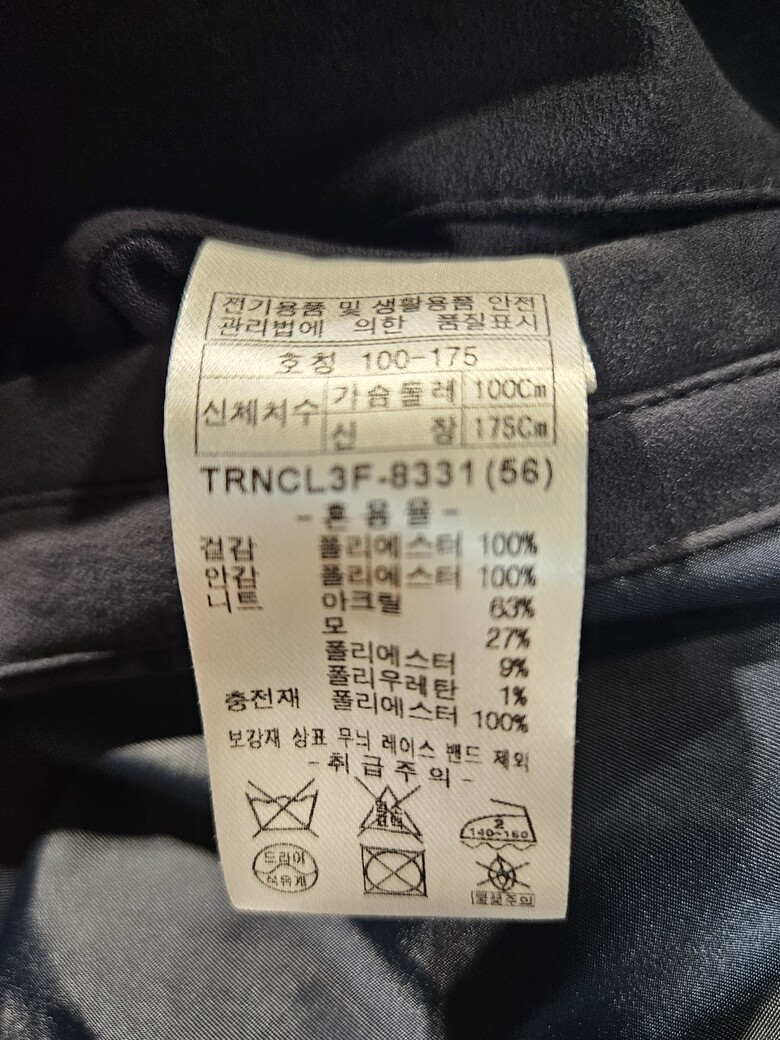 전기용품 및 생활용품 안전
관리법에 의한 품질표시
호칭 100-175
신체치수 가슴둘레 100Cm
신장 175Cm
TRNCL3F-8331(56)
-혼용율-
겉감 폴리에스터 100%
안감 폴리에스터 100%
니트 아크릴 63%
모 27%
폴리에스터 9%
폴리우레탄 1%
충전재 폴리에스터 100%
보강재 상표 무늬 레이스 밴드 제외
-취급주의-
염소표백
2
140~160
드라이
석유계
불꽃주의